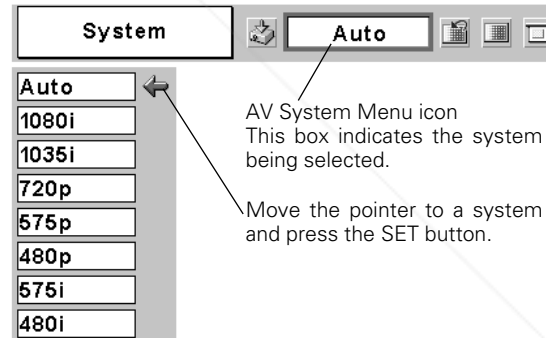 System
Auto
Auto
1080i
1035i
720p
575p
480p
575i
480i
AV System Menu icon
This box indicates the system
being selected.
Move the pointer to a system
and press the SET button.